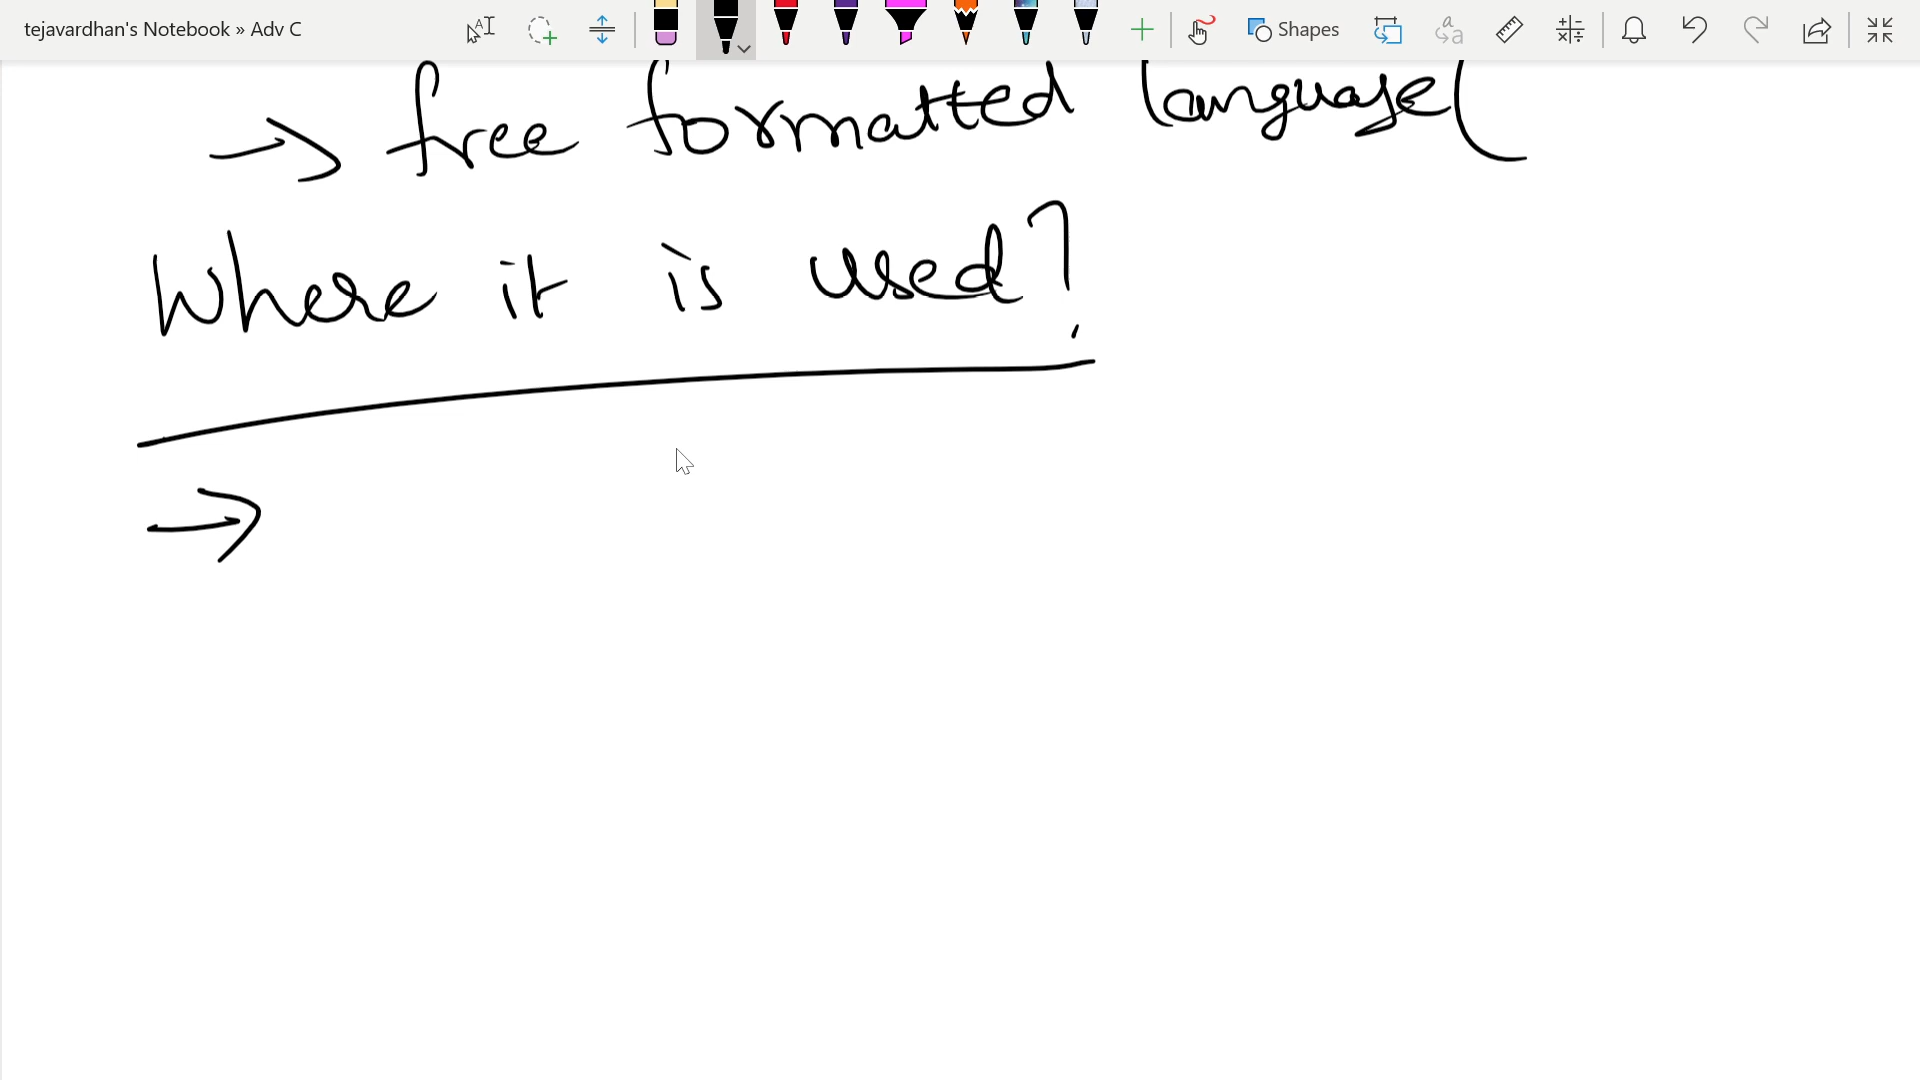 tejavardhan's Notebook » Adv C Shapes
→ free formatted language(
Where it is used?
→